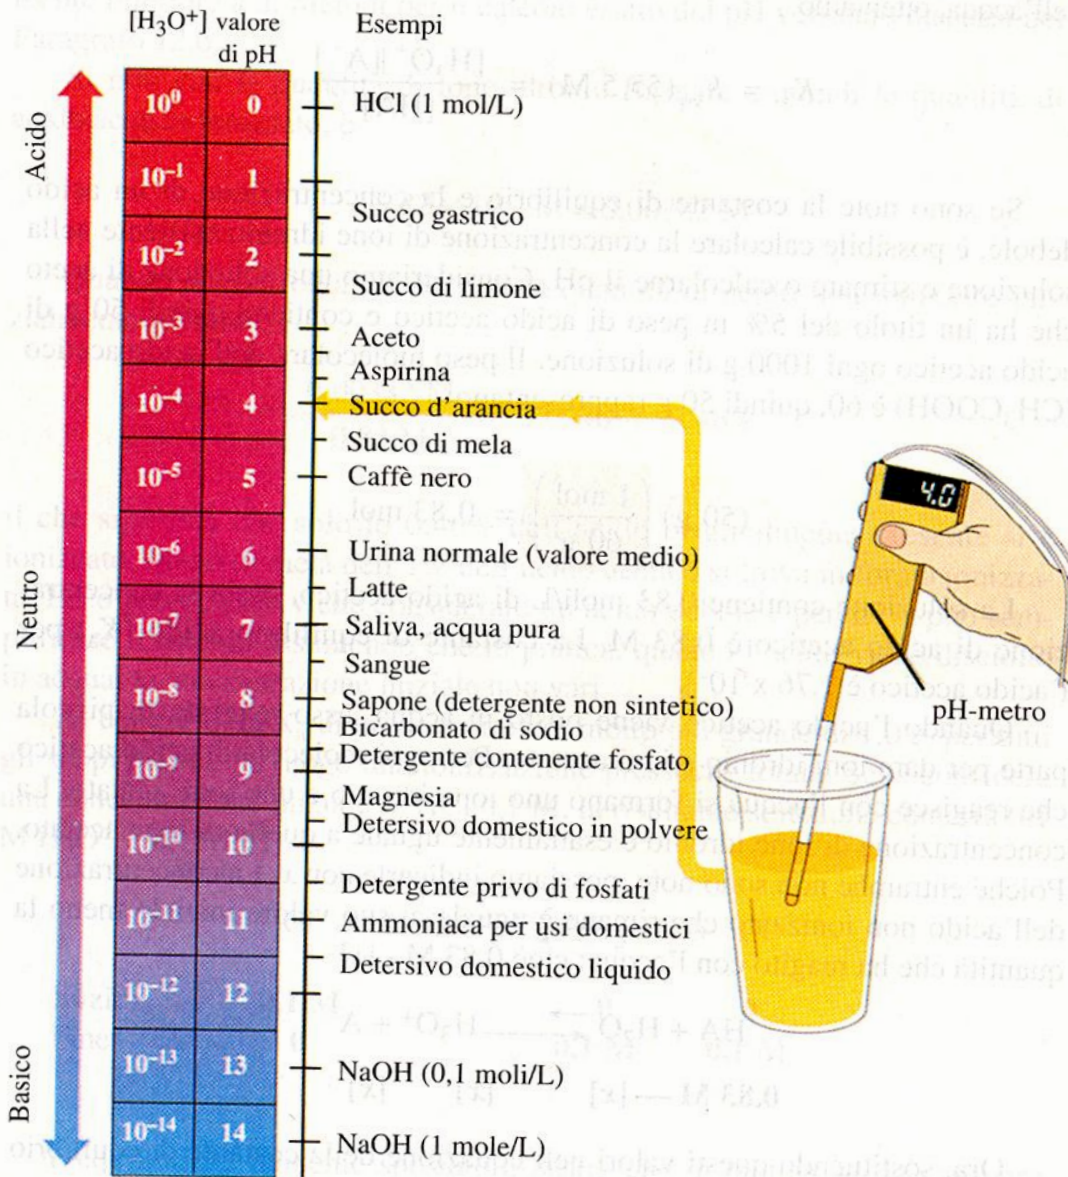 [H₃O⁺] valore di pH
Esempi
Acido
Neutro
Basico
10⁰ 0
10⁻¹ 1
10⁻² 2
10⁻³ 3
10⁻⁴ 4
10⁻⁵ 5
10⁻⁶ 6
10⁻⁷ 7
10⁻⁸ 8
10⁻⁹ 9
10⁻¹⁰ 10
10⁻¹¹ 11
10⁻¹² 12
10⁻¹³ 13
10⁻¹⁴ 14
HCl (1 mol/L)
Succo gastrico
Succo di limone
Aceto
Aspirina
Succo d'arancia
Succo di mela
Caffè nero
Urina normale (valore medio)
Latte
Saliva, acqua pura
Sangue
Sapone (detergente non sintetico)
Bicarbonato di sodio
Detergente contenente fosfato
Magnesia
Detersivo domestico in polvere
Detergente privo di fosfati
Ammoniaca per usi domestici
Detersivo domestico liquido
NaOH (0,1 moli/L)
NaOH (1 mole/L)
4.0
pH-metro